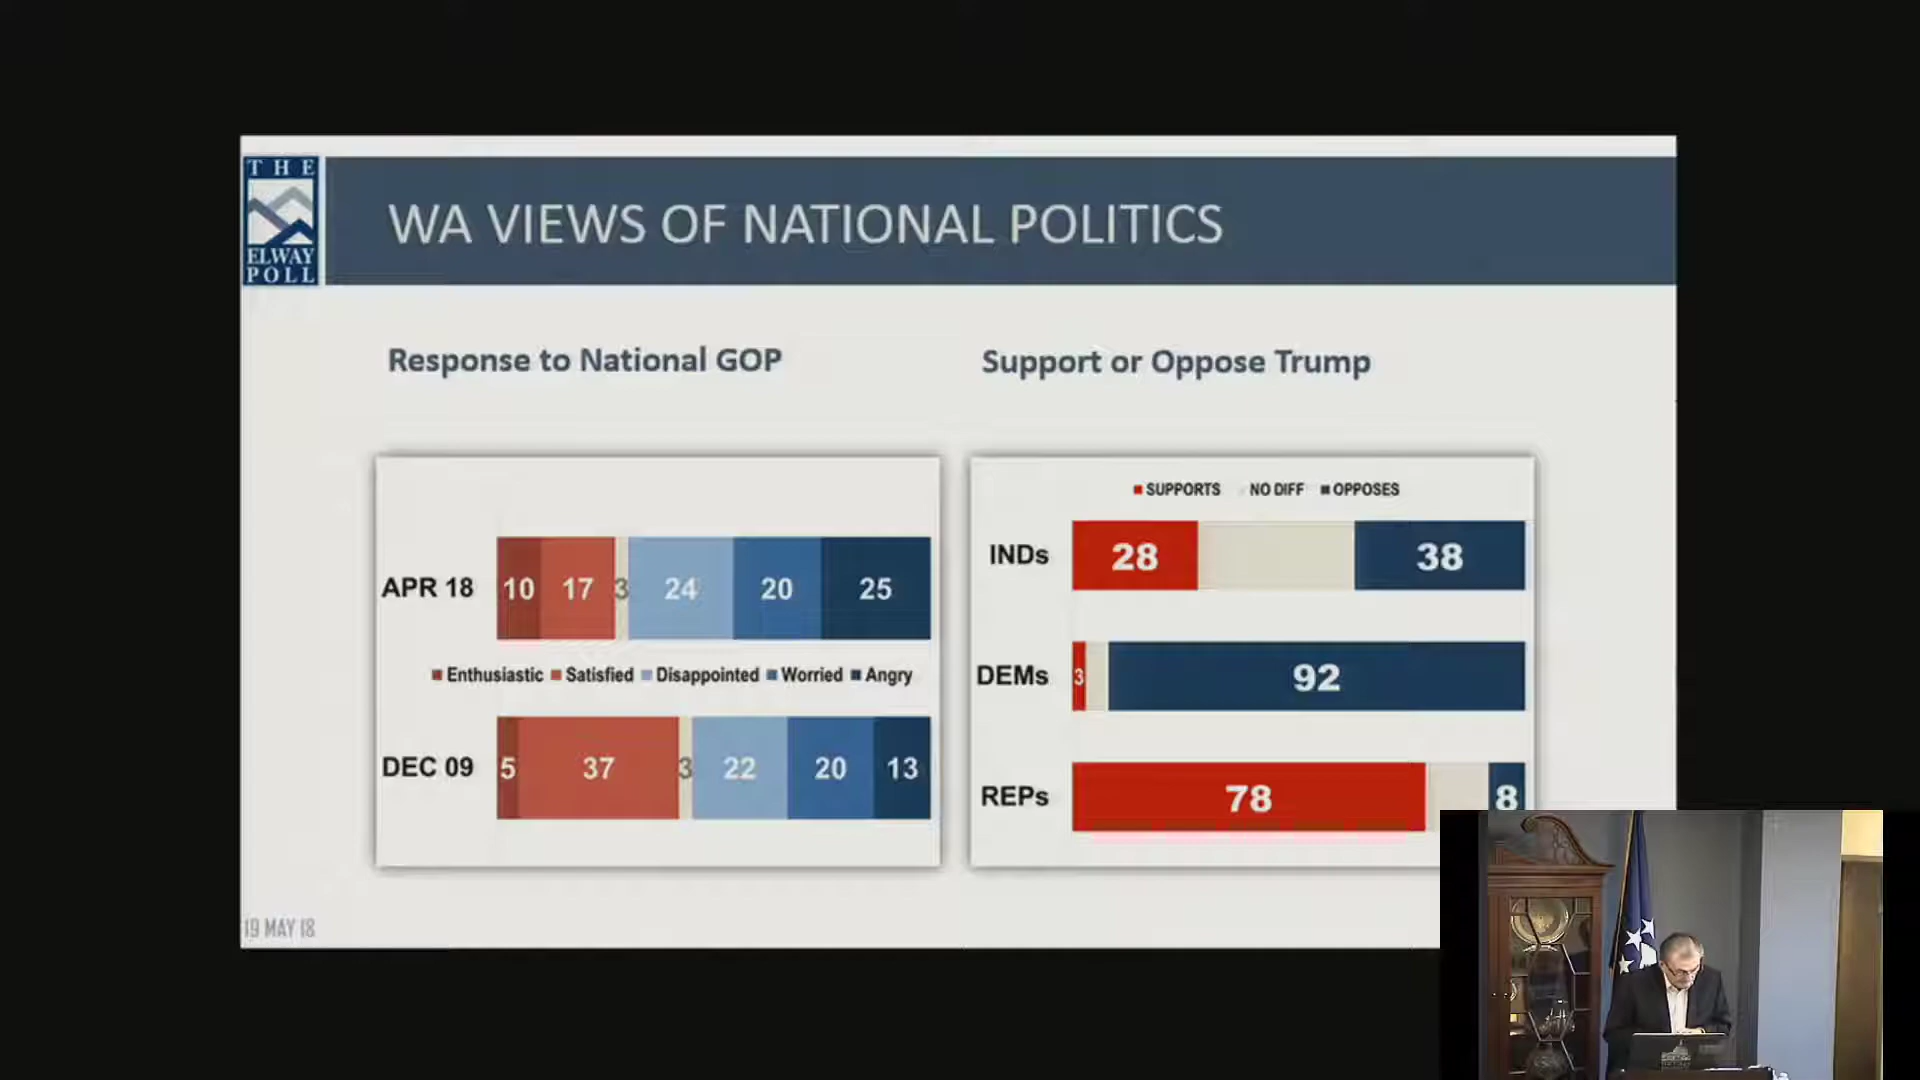 THE
ELWAY
POLL
WA VIEWS OF NATIONAL POLITICS
Response to National GOP
APR 18 10 17 3 24 20 25
Enthusiastic Satisfied Disappointed Worried Angry
DEC 09 5 37 3 22 20 13
Support or Oppose Trump
SUPPORTS NO DIFF OPPOSES
INDs 28 38
DEMs 3 92
REPs 78 8
19 MAY 18